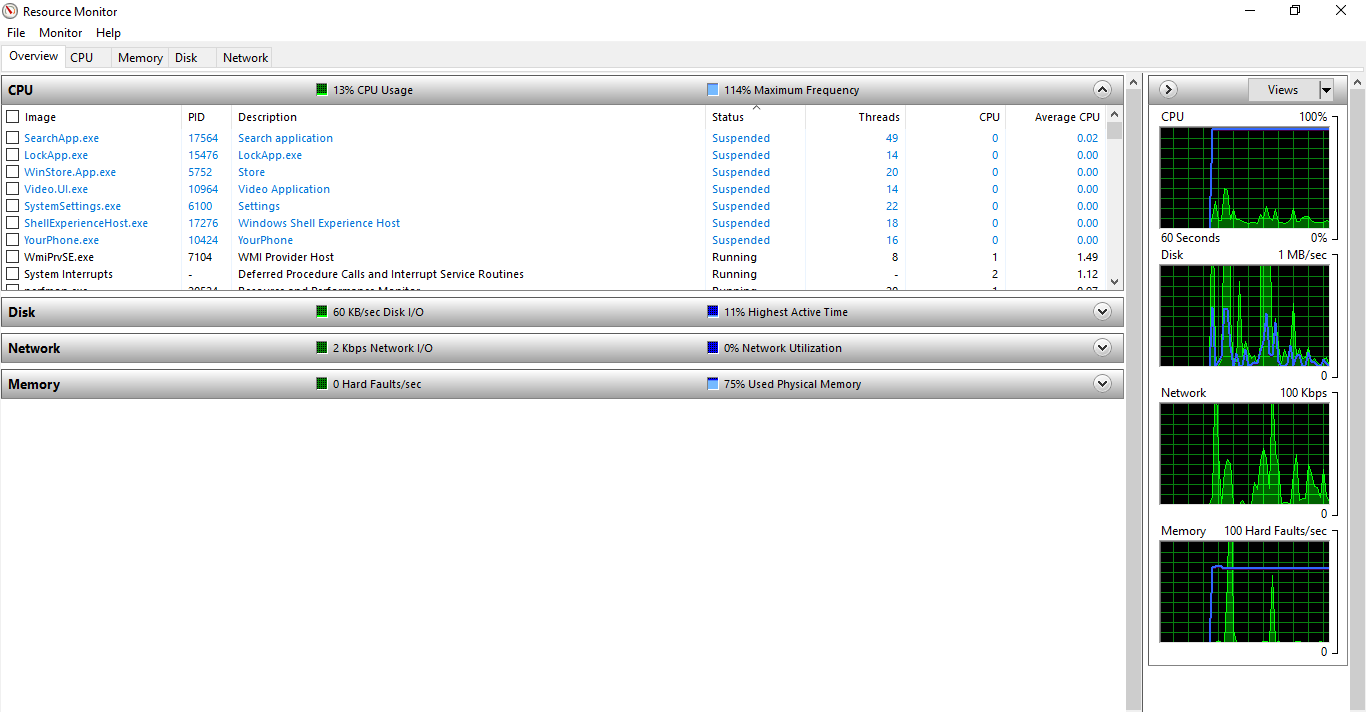 Resource Monitor
File Monitor Help
Overview CPU Memory Disk Network
CPU 13% CPU Usage 114% Maximum Frequency
Image PID Description Status Threads CPU Average CPU
SearchApp.exe 17564 Search application Suspended 49 0 0.02
LockApp.exe 15476 LockApp.exe Suspended 14 0 0.00
WinStore.App.exe 5752 Store Suspended 20 0 0.00
Video.UI.exe 10964 Video Application Suspended 14 0 0.00
SystemSettings.exe 6100 Settings Suspended 22 0 0.00
ShellExperienceHost.exe 17276 Windows Shell Experience Host Suspended 18 0 0.00
YourPhone.exe 10424 YourPhone Suspended 16 0 0.00
WmiPrvSE.exe 7104 WMI Provider Host Running 8 1 1.49
System Interrupts - Deferred Procedure Calls and Interrupt Service Routines Running - 2 1.12
perfmon.exe Resource and Performance Monitor Running
Disk 60 KB/sec Disk I/O 11% Highest Active Time
Network 2 Kbps Network I/O 0% Network Utilization
Memory 0 Hard Faults/sec 75% Used Physical Memory
Views
CPU 100%
60 Seconds 0%
Disk 1 MB/sec
0
Network 100 Kbps
0
Memory 100 Hard Faults/sec
0